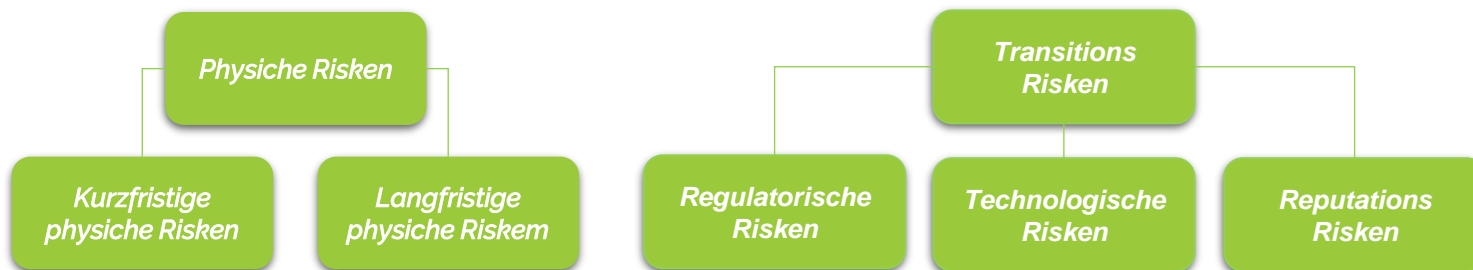 Physiche Risken
Transitions
Risken
Kurzfristige
physiche Risken
Langfristige
physiche Riskem
Regulatorische
Risken
Technologische
Risken
Reputations
Risken